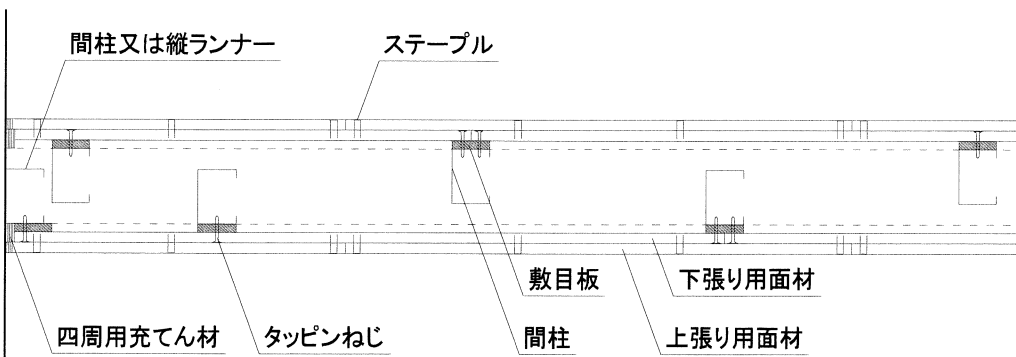 間柱又は縦ランナー
ステープル
敷目板
下張り用面材
四周用充てん材
タッピンねじ
間柱
上張り用面材